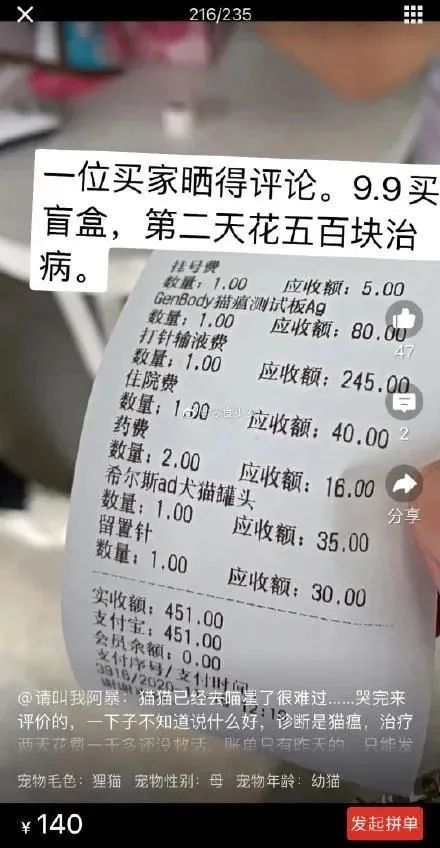 216/235
一位买家晒得评论。9.9买
盲盒，第二天花五百块治
病。
挂号费
数量：1.00 应收额：5.00
GenBody猫瘟测试板Ag
数量：1.00 应收额：80.00
打针输液费
数量：1.00 应收额：245.00
住院费
数量：1.00 应收额：40.00
药费
数量：2.00 应收额：16.00
希尔斯ad犬猫罐头
数量：1.00 应收额：35.00
留置针
数量：1.00 应收额：30.00
实收额：451.00
支付宝：451.00
会员余额：0.00
支付序号/支付时间
3916/2020
47
2
分享
@请叫我阿暴：猫猫已经去喵星了很难过……哭完来
评价的，一下子不知道说什么好，诊断是猫瘟，治疗
两天花费一千多还没救活，账单只有昨天的，只能发
宠物毛色：狸猫 宠物性别：母 宠物年龄：幼猫
¥140
发起拼单